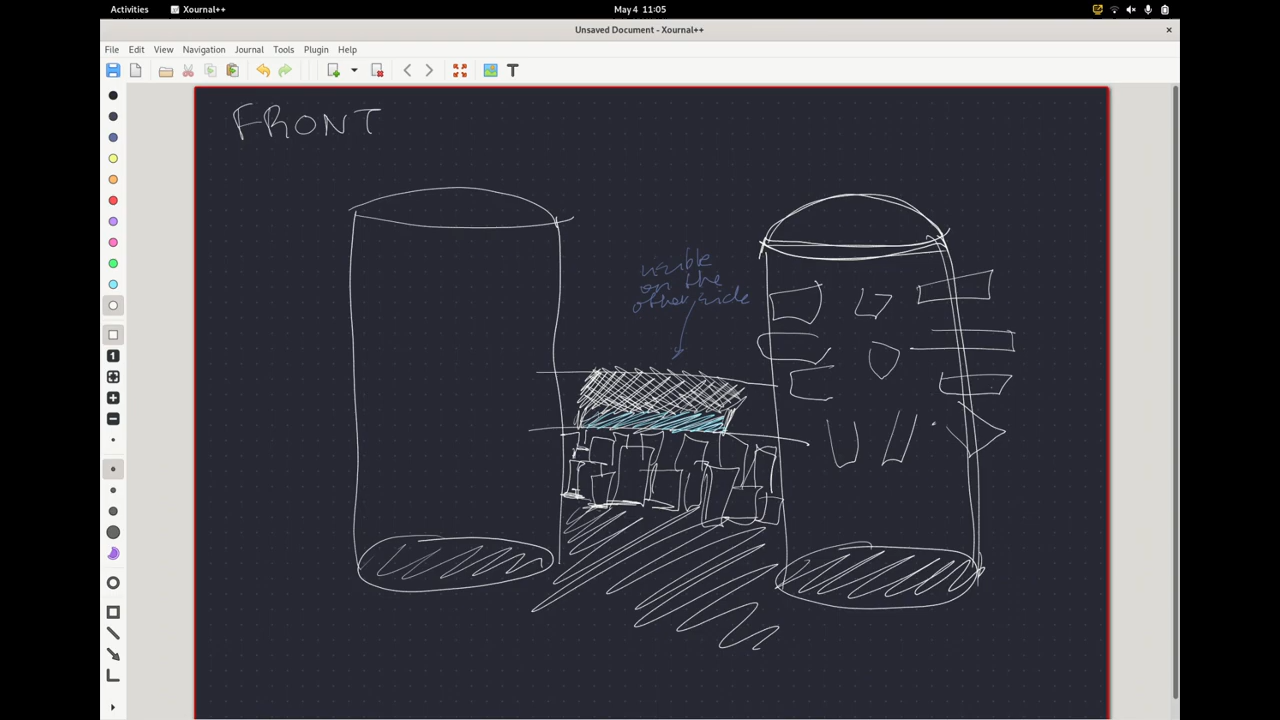 Activities Xournal++ May 4 11:05
Unsaved Document - Xournal++ ×
File Edit View Navigation Journal Tools Plugin Help
T
1
FRONT
visible
on the
other side